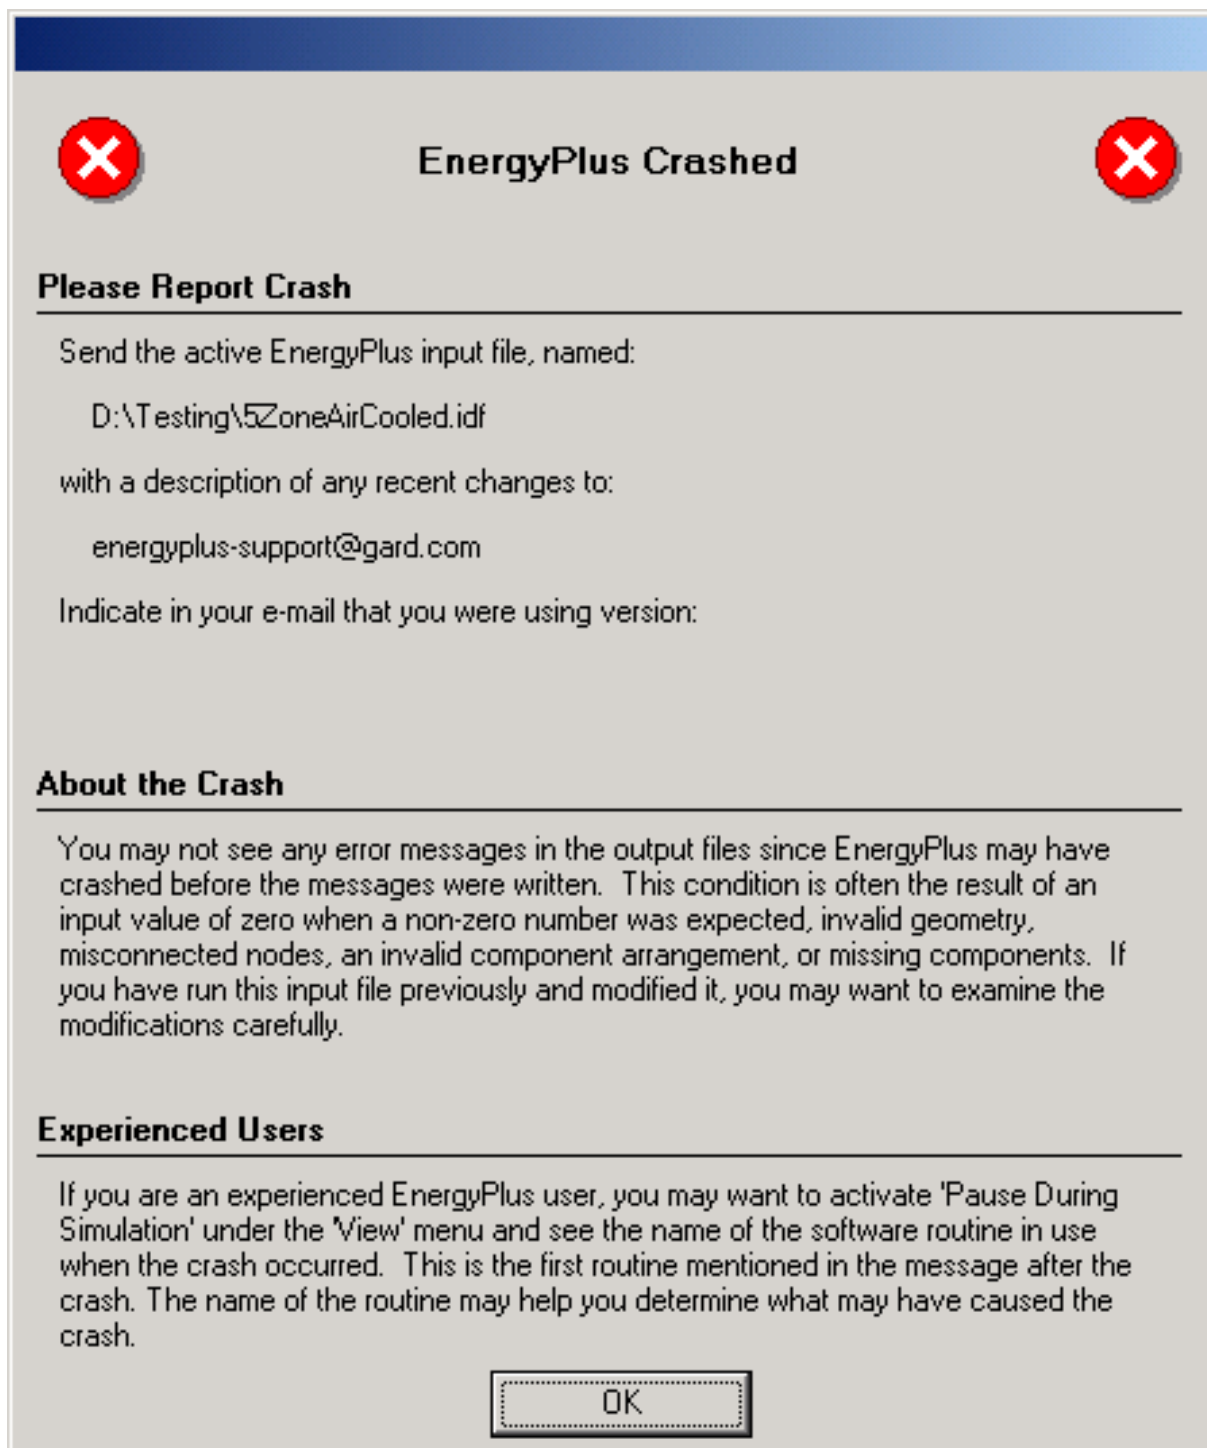 EnergyPlus Crashed
Please Report Crash
Send the active EnergyPlus input file, named:
D:\Testing\5ZoneAirCooled.idf
with a description of any recent changes to:
energyplus-support@gard.com
Indicate in your e-mail that you were using version:
About the Crash
You may not see any error messages in the output files since EnergyPlus may have
crashed before the messages were written.  This condition is often the result of an
input value of zero when a non-zero number was expected, invalid geometry,
misconnected nodes, an invalid component arrangement, or missing components.  If
you have run this input file previously and modified it, you may want to examine the
modifications carefully.
Experienced Users
If you are an experienced EnergyPlus user, you may want to activate 'Pause During
Simulation' under the 'View' menu and see the name of the software routine in use
when the crash occurred.  This is the first routine mentioned in the message after the
crash. The name of the routine may help you determine what may have caused the
crash.
OK